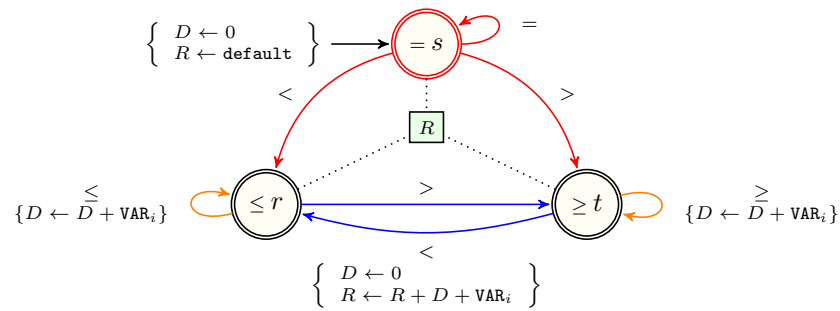 { D ← 0
R ← default }
= s
=
<
>
R
≤ r
>
≥ t
≤
{D ← D + VAR_i}
≥
{D ← D + VAR_i}
<
{ D ← 0
R ← R + D + VAR_i }